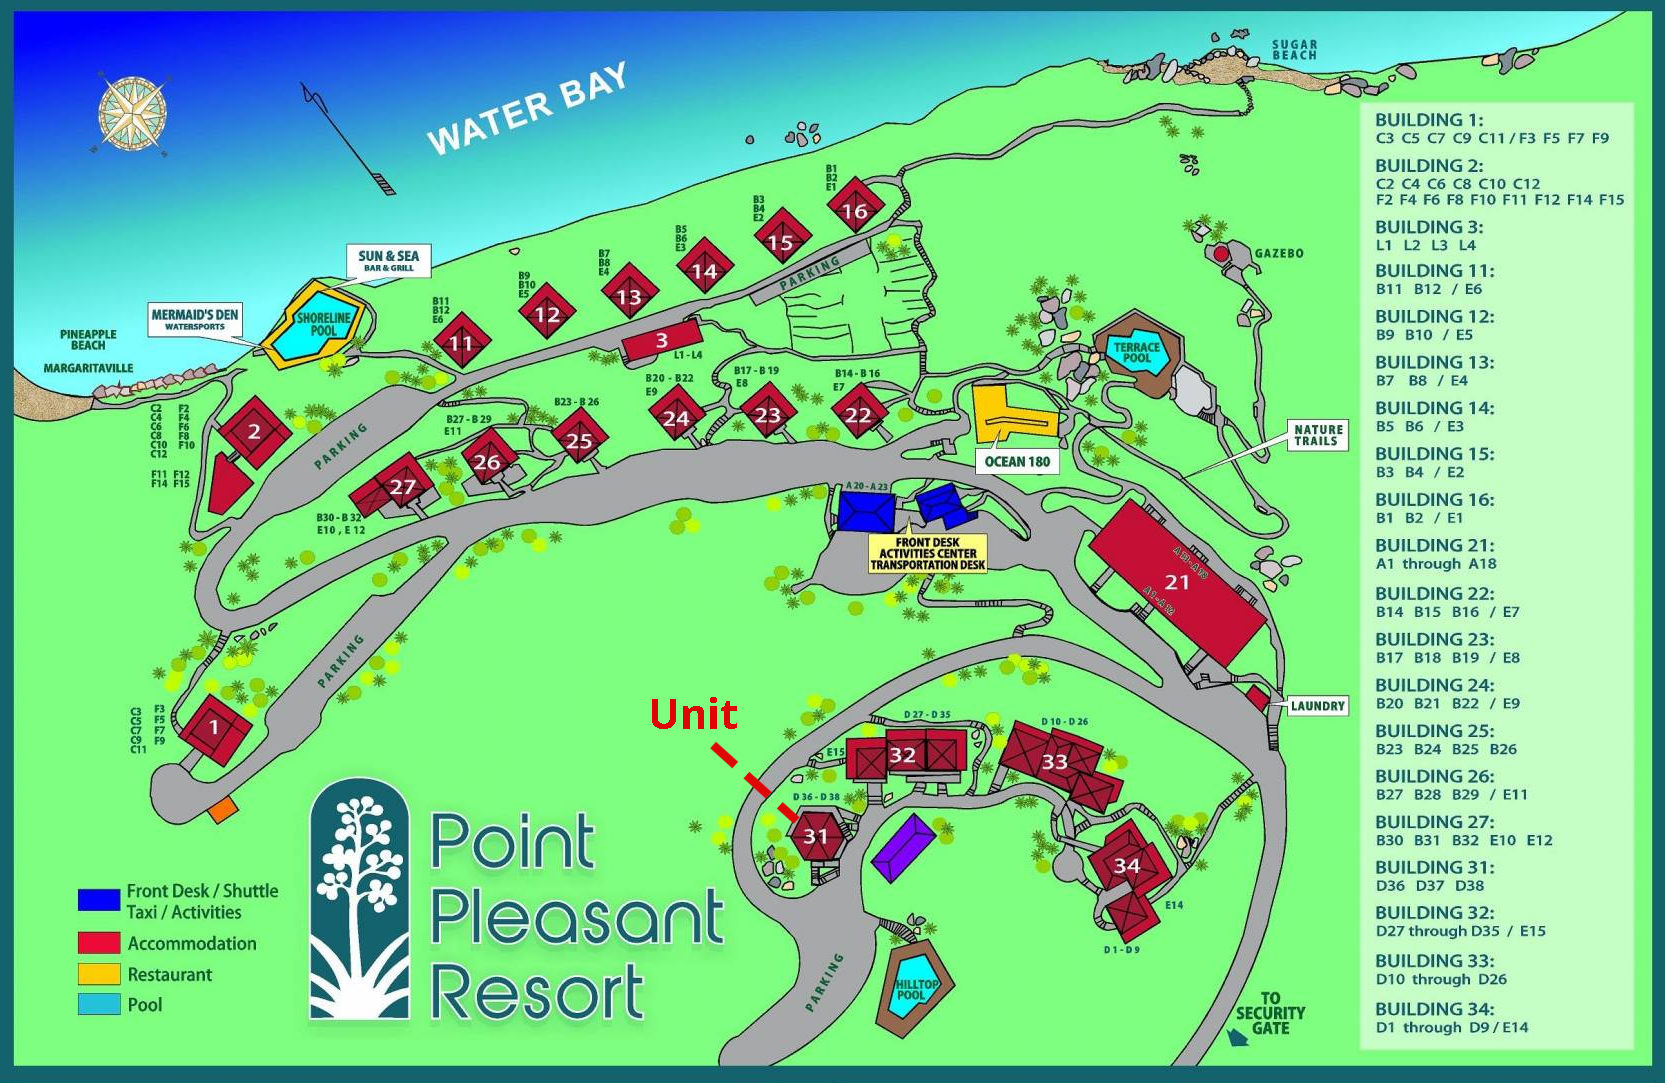 SUGAR
BEACH
WATER BAY
BUILDING 1:
C3 C5 C7 C9 C11 / F3 F5 F7 F9
BUILDING 2:
C2 C4 C6 C8 C10 C12
F2 F4 F6 F8 F10 F11 F12 F14 F15
BUILDING 3:
L1 L2 L3 L4
BUILDING 11:
B11 B12 / E6
BUILDING 12:
B9 B10 / E5
BUILDING 13:
B7 B8 / E4
BUILDING 14:
B5 B6 / E3
BUILDING 15:
B3 B4 / E2
BUILDING 16:
B1 B2 / E1
BUILDING 21:
A1 through A18
BUILDING 22:
B14 B15 B16 / E7
BUILDING 23:
B17 B18 B19 / E8
BUILDING 24:
B20 B21 B22 / E9
BUILDING 25:
B23 B24 B25 B26
BUILDING 26:
B27 B28 B29 / E11
BUILDING 27:
B30 B31 B32 E10 E12
BUILDING 31:
D36 D37 D38
BUILDING 32:
D27 through D35 / E15
BUILDING 33:
D10 through D26
BUILDING 34:
D1 through D9 / E14
B1
B2
E1
16
B3
B4
E2
15
B5
B6
E3
14
B7
B8
E4
13
B9
B10
E5
12
B11
B12
E6
11
PARKING
GAZEBO
SUN & SEA
BAR & GRILL
MERMAID'S DEN
WATERSPORTS
SHORELINE
POOL
PINEAPPLE
BEACH
MARGARITAVILLE
3
L1 - L4
TERRACE
POOL
B20 - B22
E9
24
B17 - B19
E8
23
B14 - B16
E7
22
C2 F2
C4 F4
C6 F6
C8 F8
C10 F10
C12
F11 F12
F14 F15
2
PARKING
B27 - B29
E11
26
B23 - B26
25
27
B30 - B32
E10 , E 12
OCEAN 180
NATURE
TRAILS
A 20 - A 23
FRONT DESK
ACTIVITIES CENTER
TRANSPORTATION DESK
21
PARKING
C3 F3
C5 F5
C7 F7
C9 F9
C11
1
Unit
LAUNDRY
D 27 - D 35
E15
32
D 10 - D 26
33
D 36 - D 38
31
34
E14
D 1 - D 9
HILLTOP
POOL
PARKING
TO
SECURITY
GATE
Point
Pleasant
Resort
Front Desk / Shuttle
Taxi / Activities
Accommodation
Restaurant
Pool